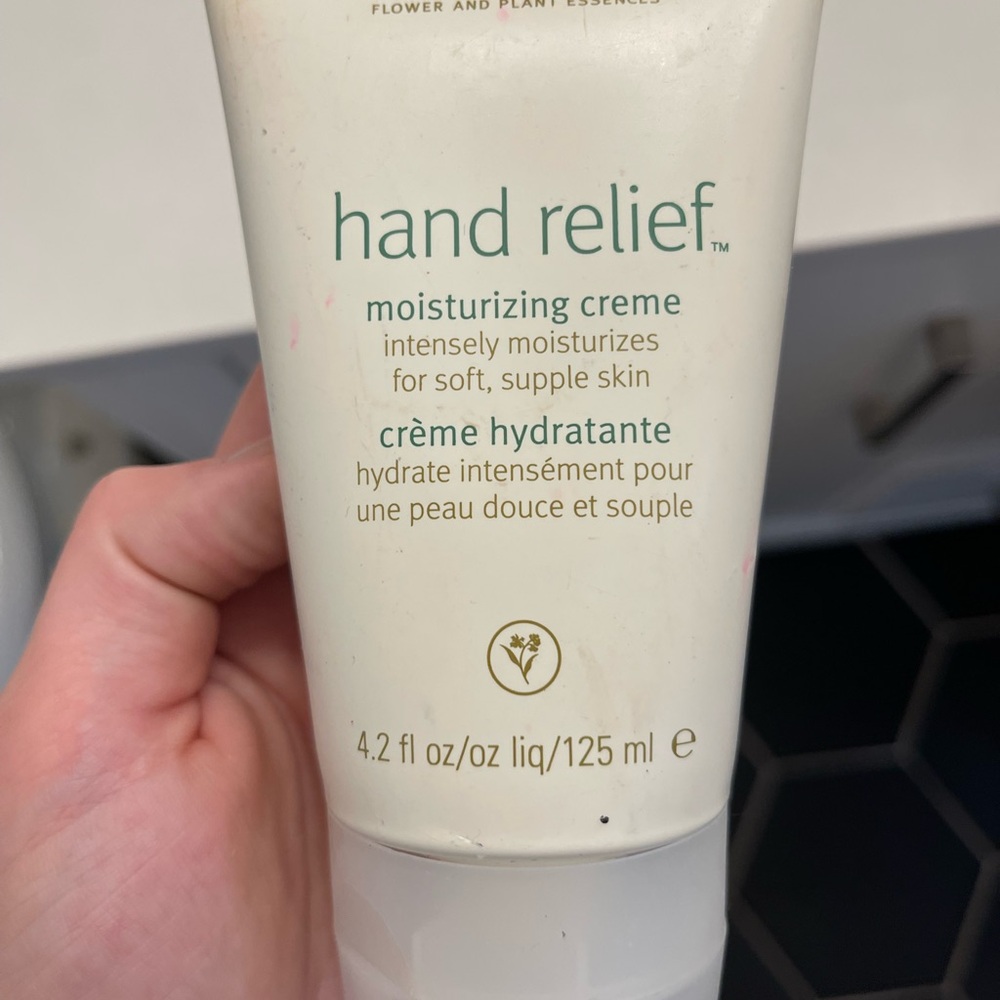 FLOWER AND PLANT ESSENCES
hand relief™
moisturizing creme
intensely moisturizes
for soft, supple skin
crème hydratante
hydrate intensément pour
une peau douce et souple
4.2 fl oz/oz liq/125 ml ℮